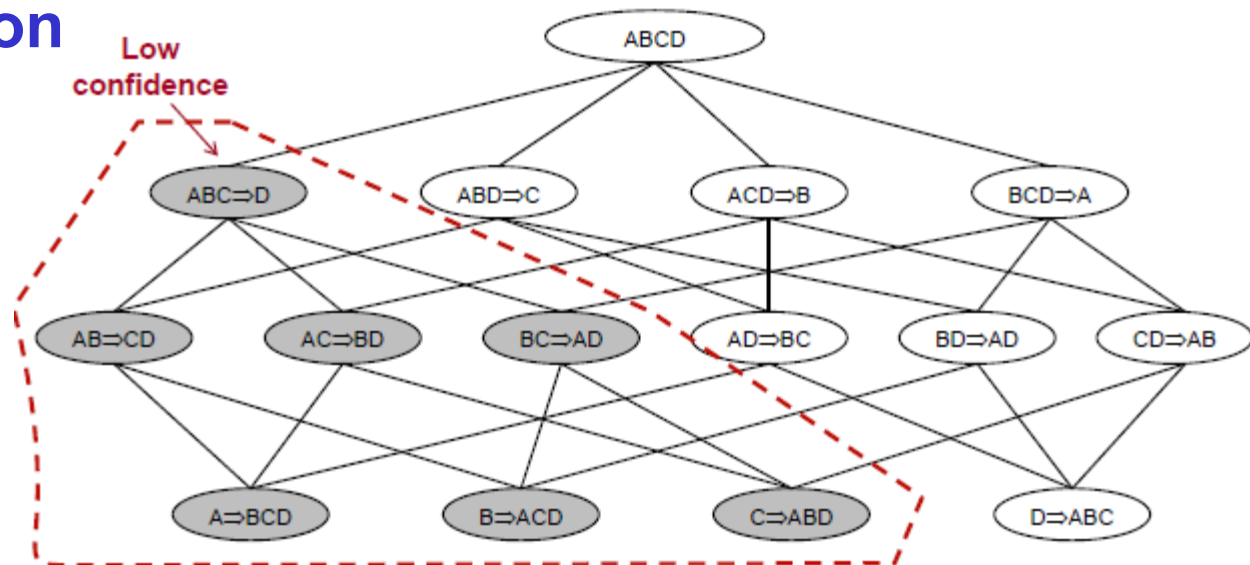 on
Low
confidence
ABCD
ABC⇒D
ABD⇒C
ACD⇒B
BCD⇒A
AB⇒CD
AC⇒BD
BC⇒AD
AD⇒BC
BD⇒AD
CD⇒AB
A⇒BCD
B⇒ACD
C⇒ABD
D⇒ABC